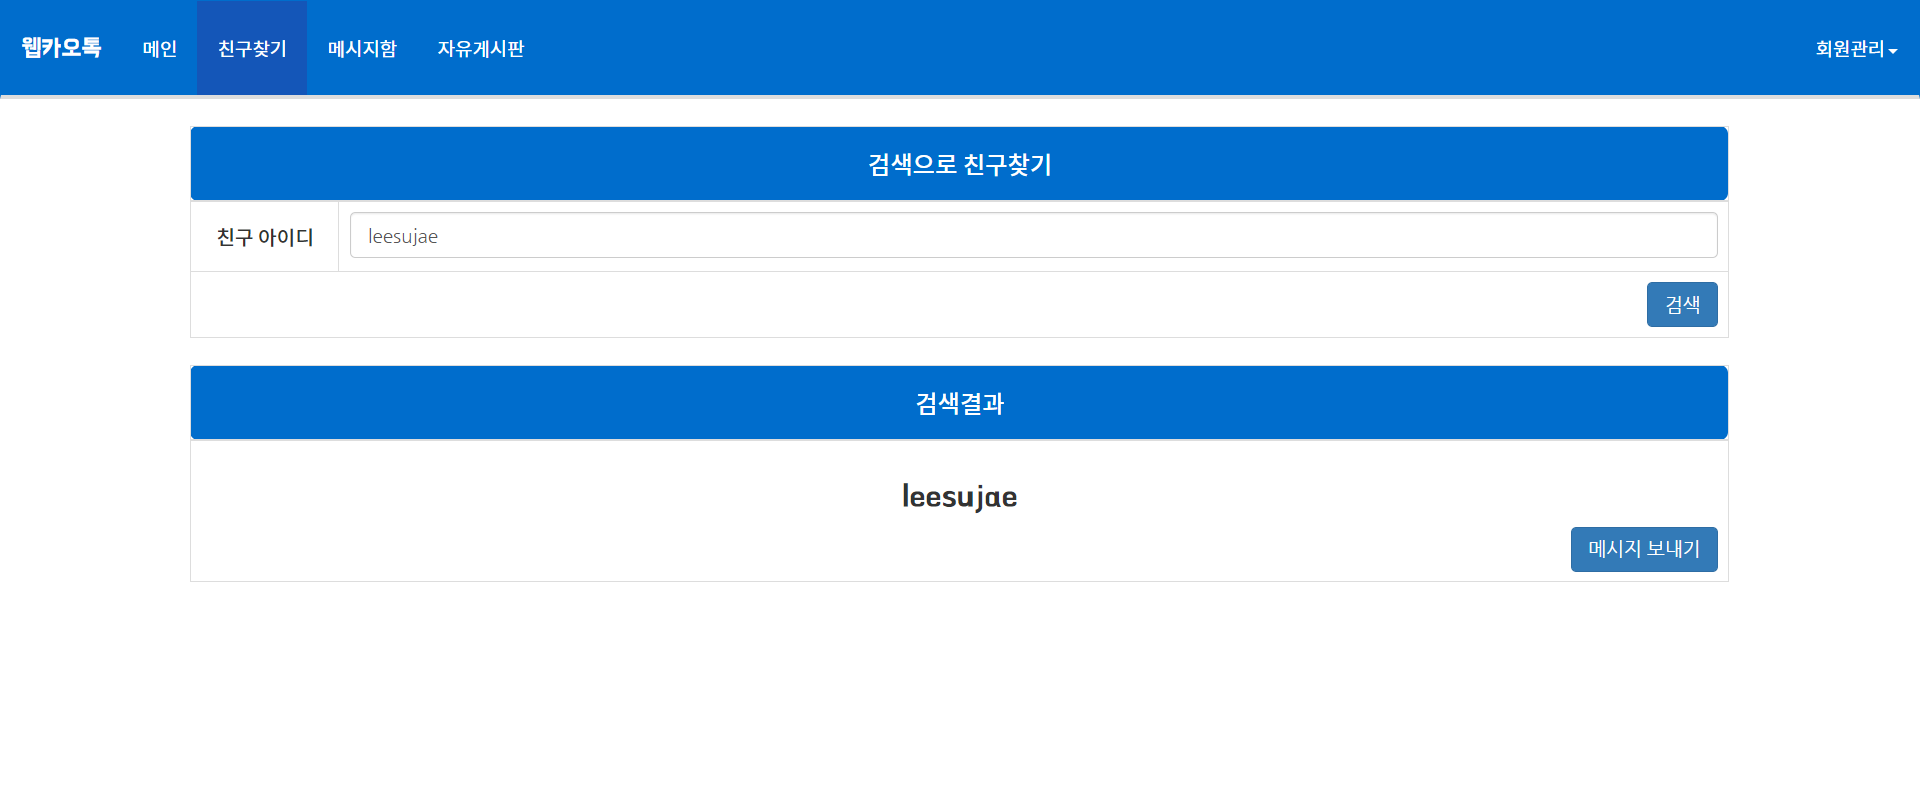 웹카오톡 메인 친구찾기 메시지함 자유게시판 회원관리
검색으로 친구찾기
친구 아이디 leesujae
검색
검색결과
leesujae
메시지 보내기